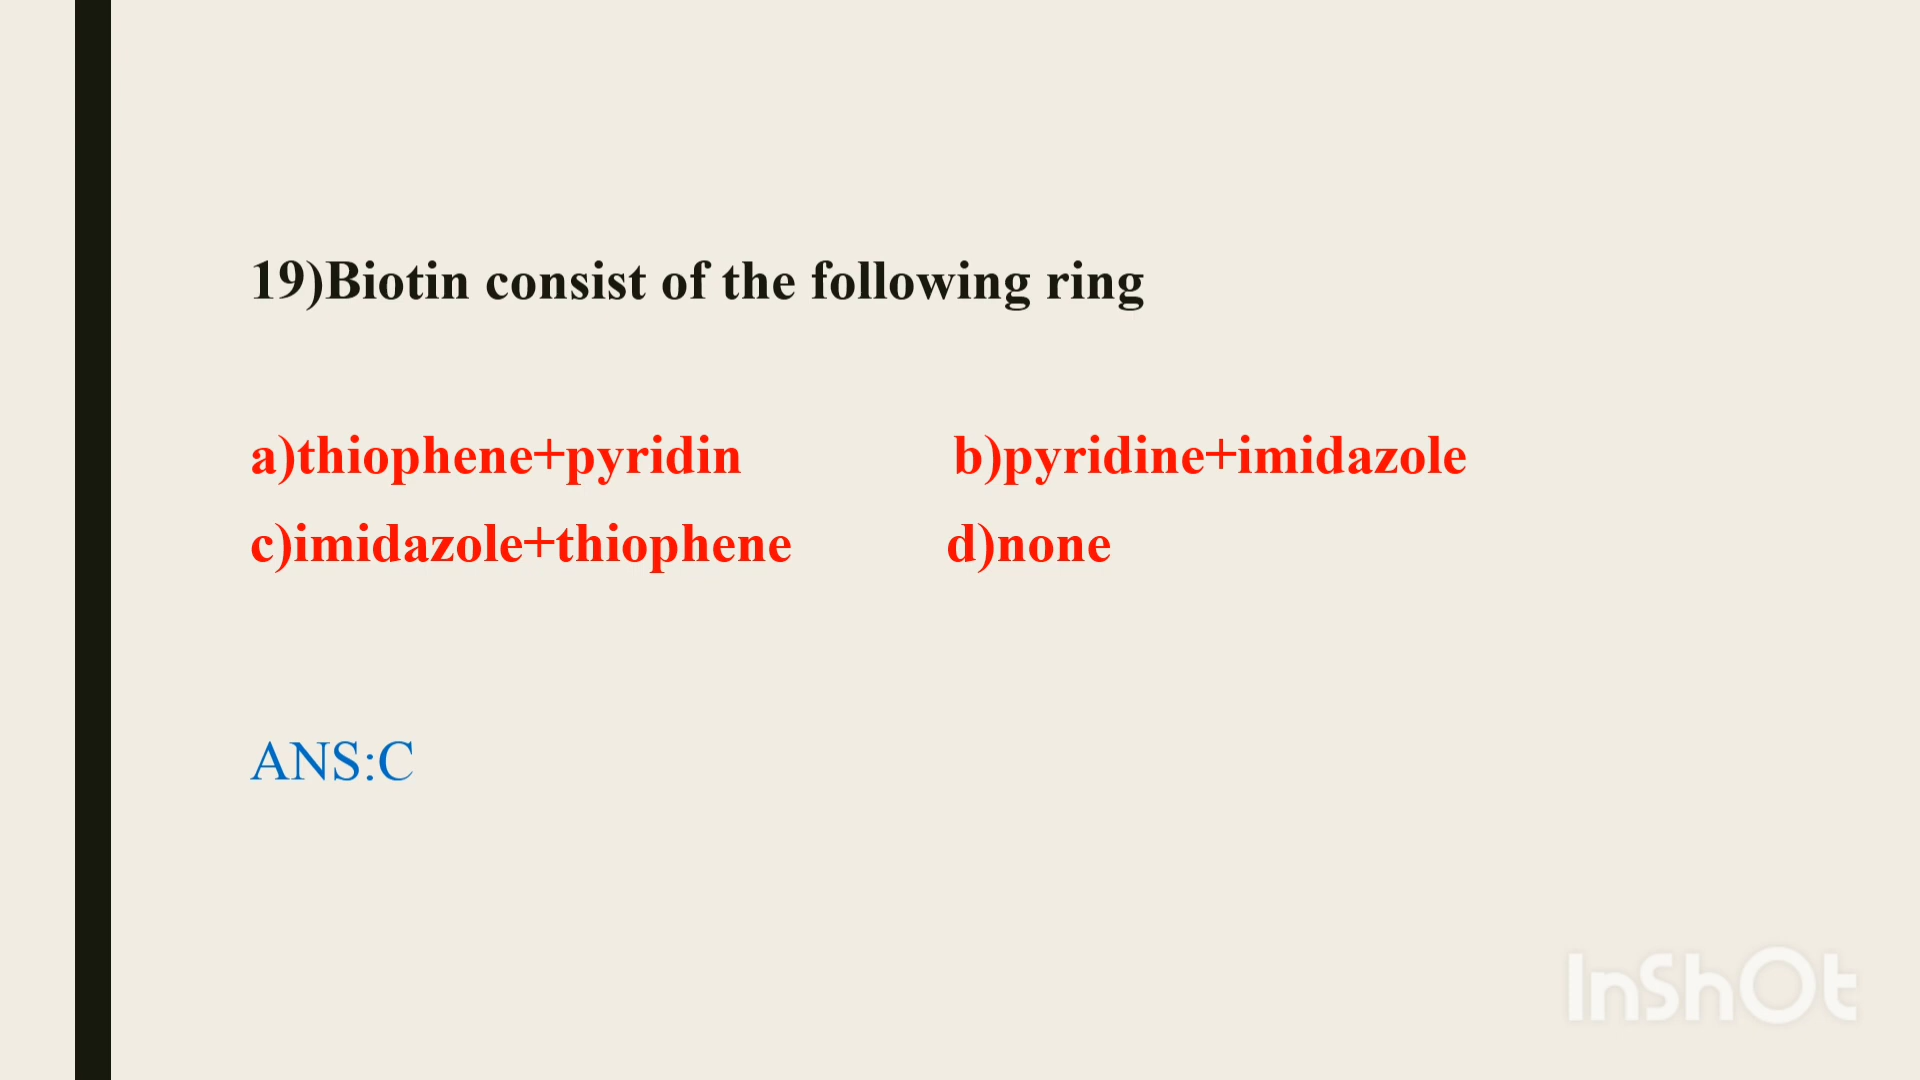 19)Biotin consist of the following ring
a)thiophene+pyridin b)pyridine+imidazole
c)imidazole+thiophene d)none
ANS:C
InShOt